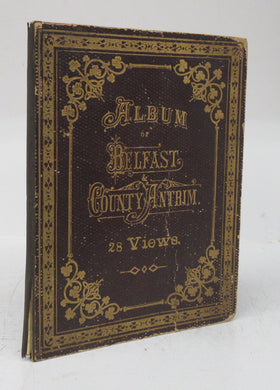 ALBUM
OF
BELFAST
&
COUNTY ANTRIM.
28 Views.